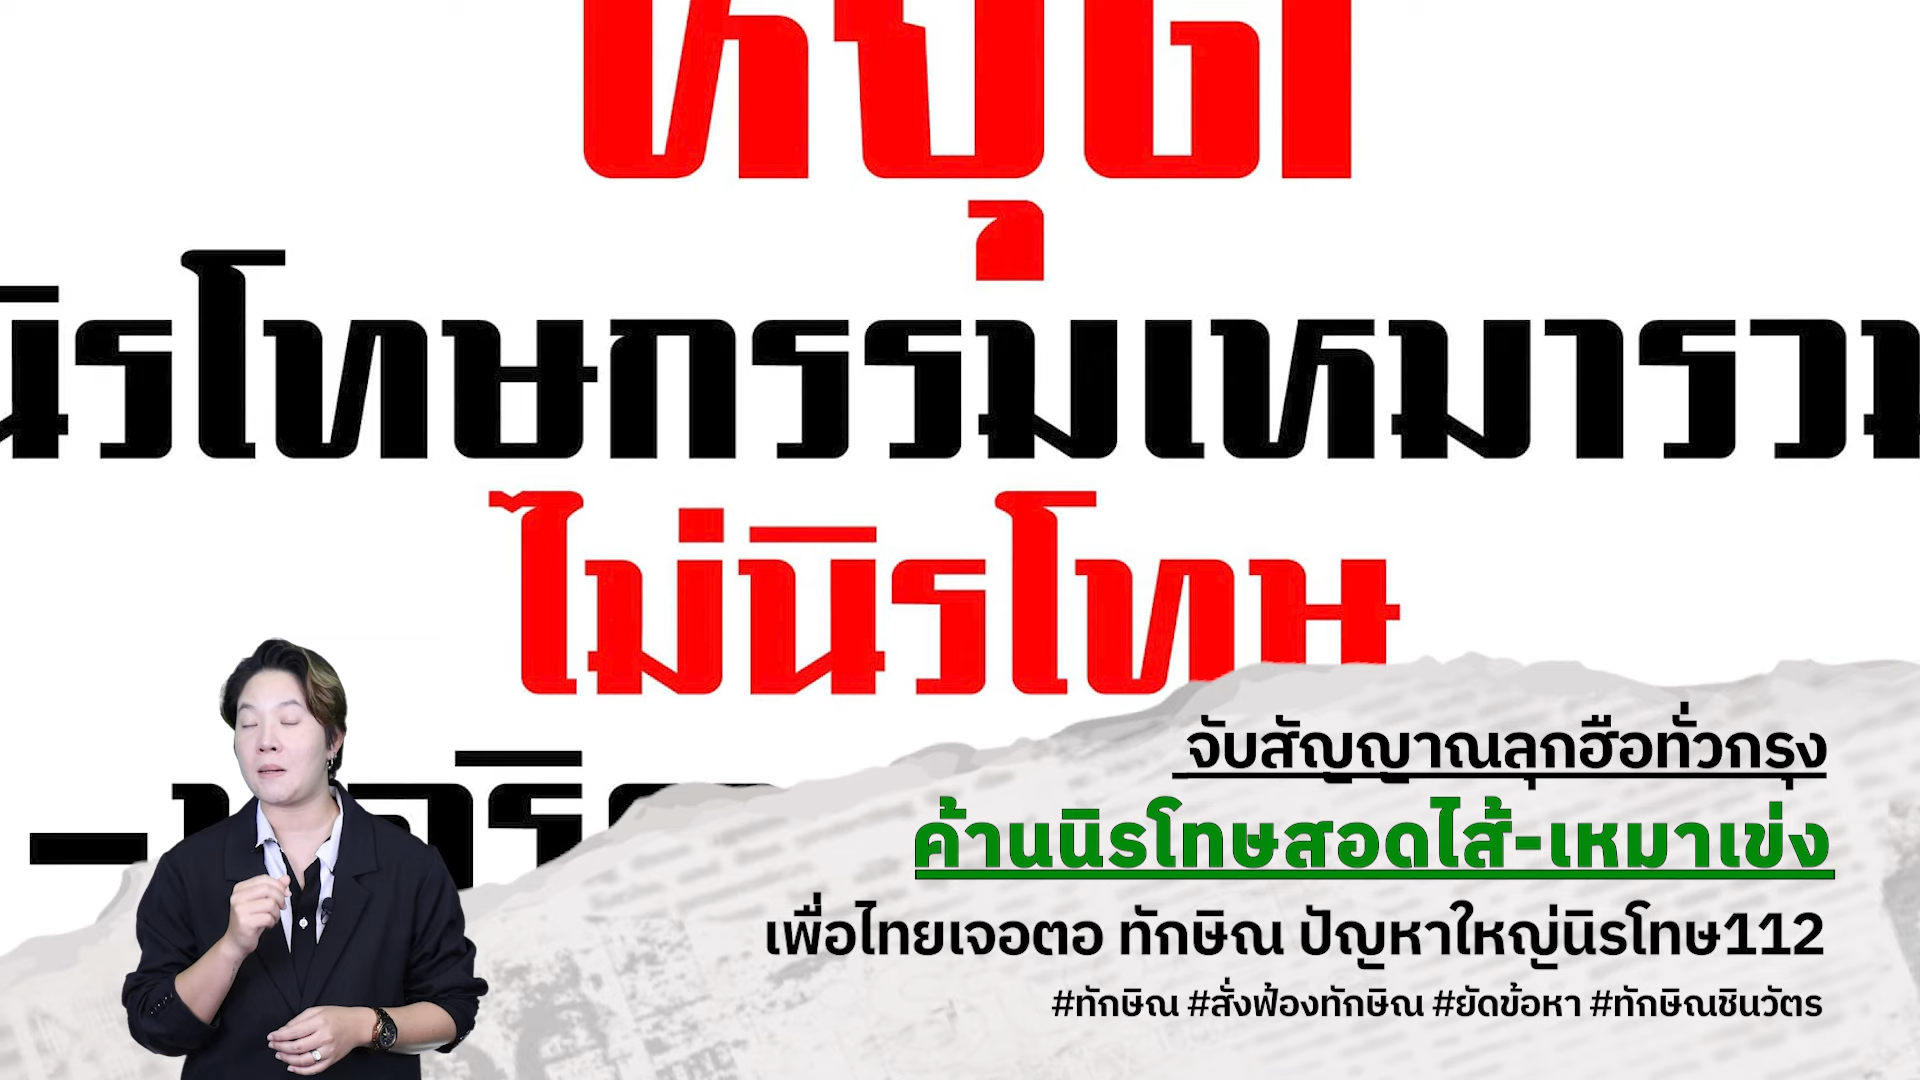 หยุด
นิรโทษกรรมเหมารวม
ไม่นิรโทษ
จับสัญญาณลุกฮือทั่วกรุง
ค้านนิรโทษสอดไส้-เหมาเข่ง
เพื่อไทยเจอตอ ทักษิณ ปัญหาใหญ่นิรโทษ112
#ทักษิณ #สั่งฟ้องทักษิณ #ยัดข้อหา #ทักษิณชินวัตร